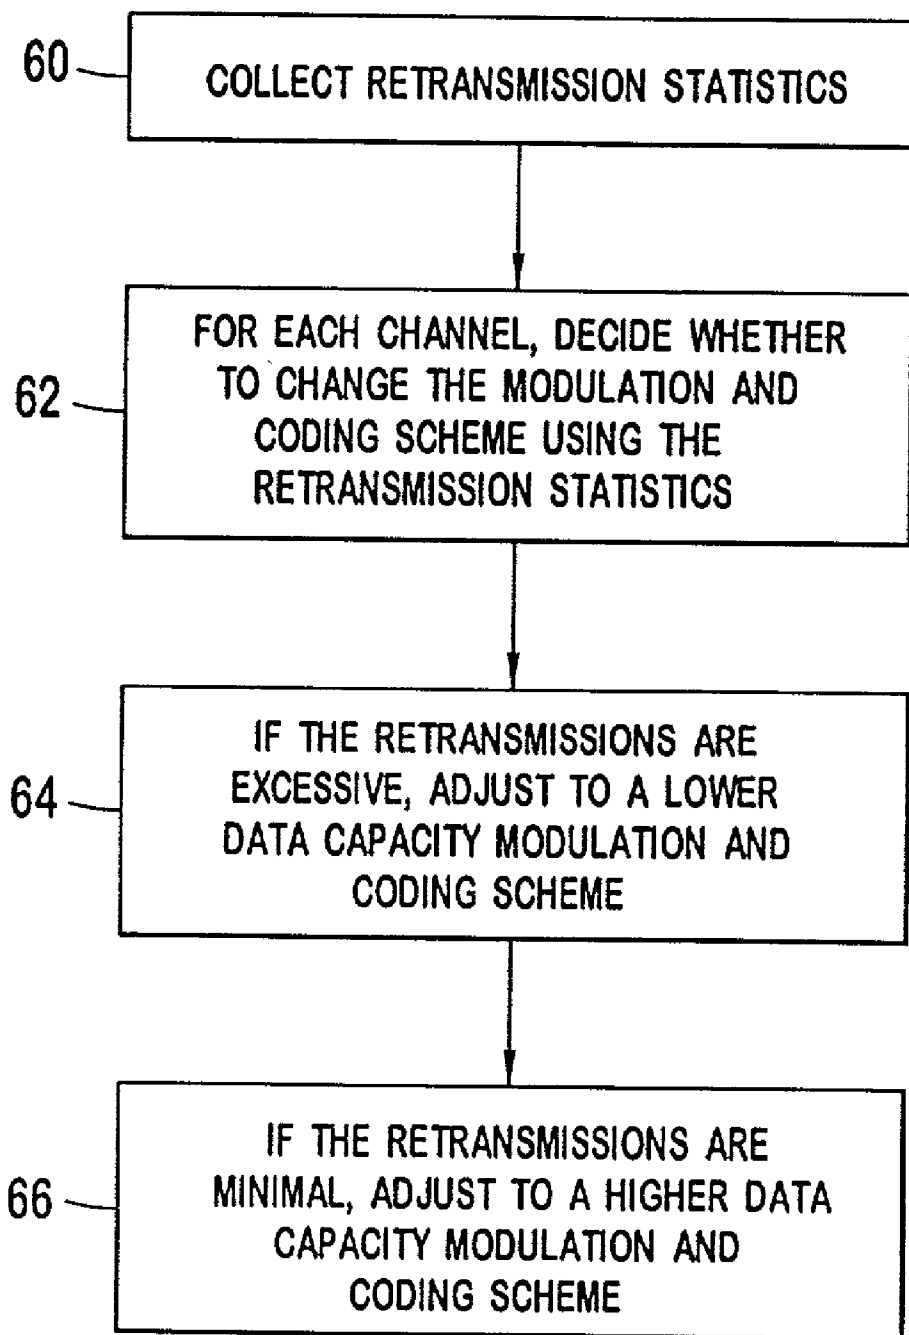 60
COLLECT RETRANSMISSION STATISTICS
62
FOR EACH CHANNEL, DECIDE WHETHER
TO CHANGE THE MODULATION AND
CODING SCHEME USING THE
RETRANSMISSION STATISTICS
64
IF THE RETRANSMISSIONS ARE
EXCESSIVE, ADJUST TO A LOWER
DATA CAPACITY MODULATION AND
CODING SCHEME
66
IF THE RETRANSMISSIONS ARE
MINIMAL, ADJUST TO A HIGHER DATA
CAPACITY MODULATION AND
CODING SCHEME